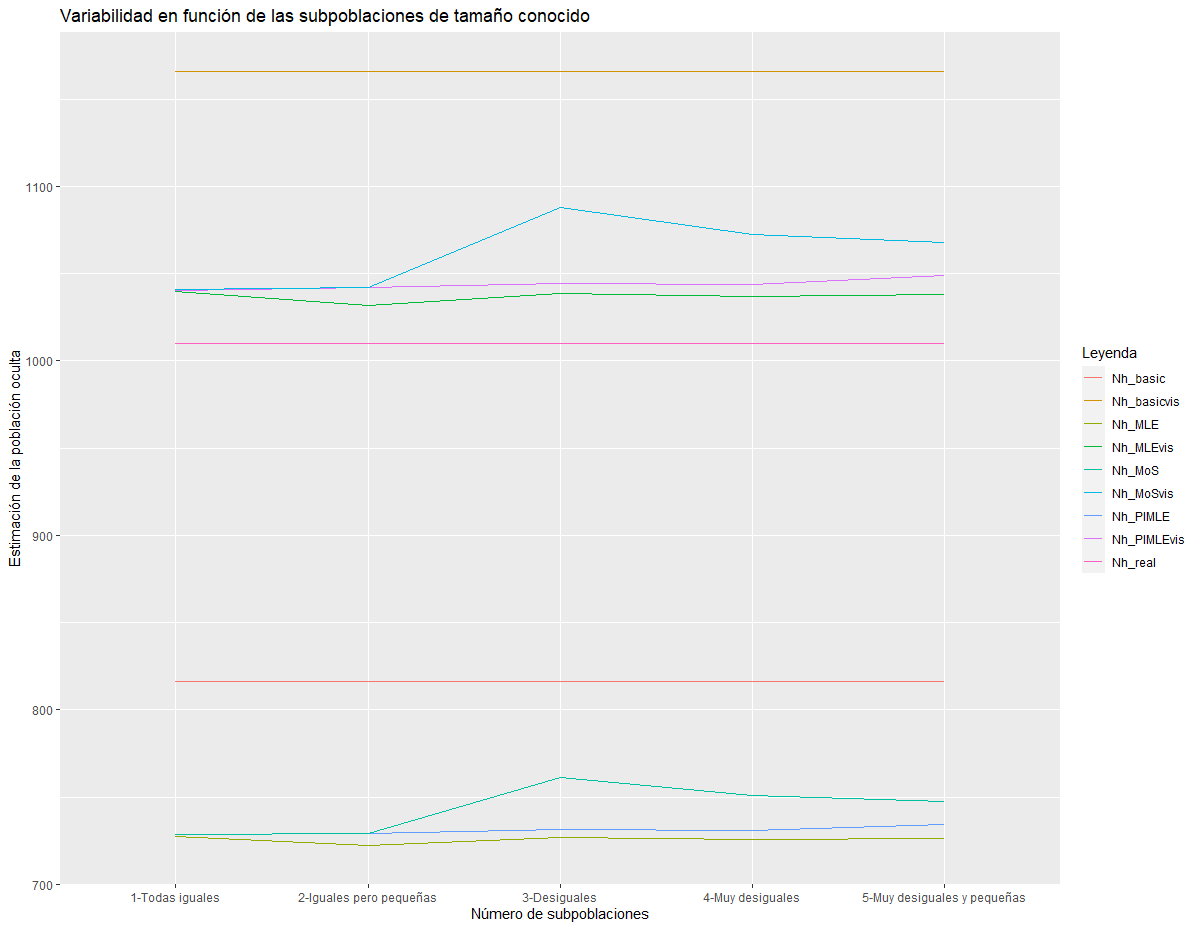 Variabilidad en función de las subpoblaciones de tamaño conocido
Estimación de la población oculta
1100
1000
900
800
700
1-Todas iguales
2-Iguales pero pequeñas
3-Desiguales
4-Muy desiguales
5-Muy desiguales y pequeñas
Número de subpoblaciones
Leyenda
Nh_basic
Nh_basicvis
Nh_MLE
Nh_MLEvis
Nh_MoS
Nh_MoSvis
Nh_PIMLE
Nh_PIMLEvis
Nh_real